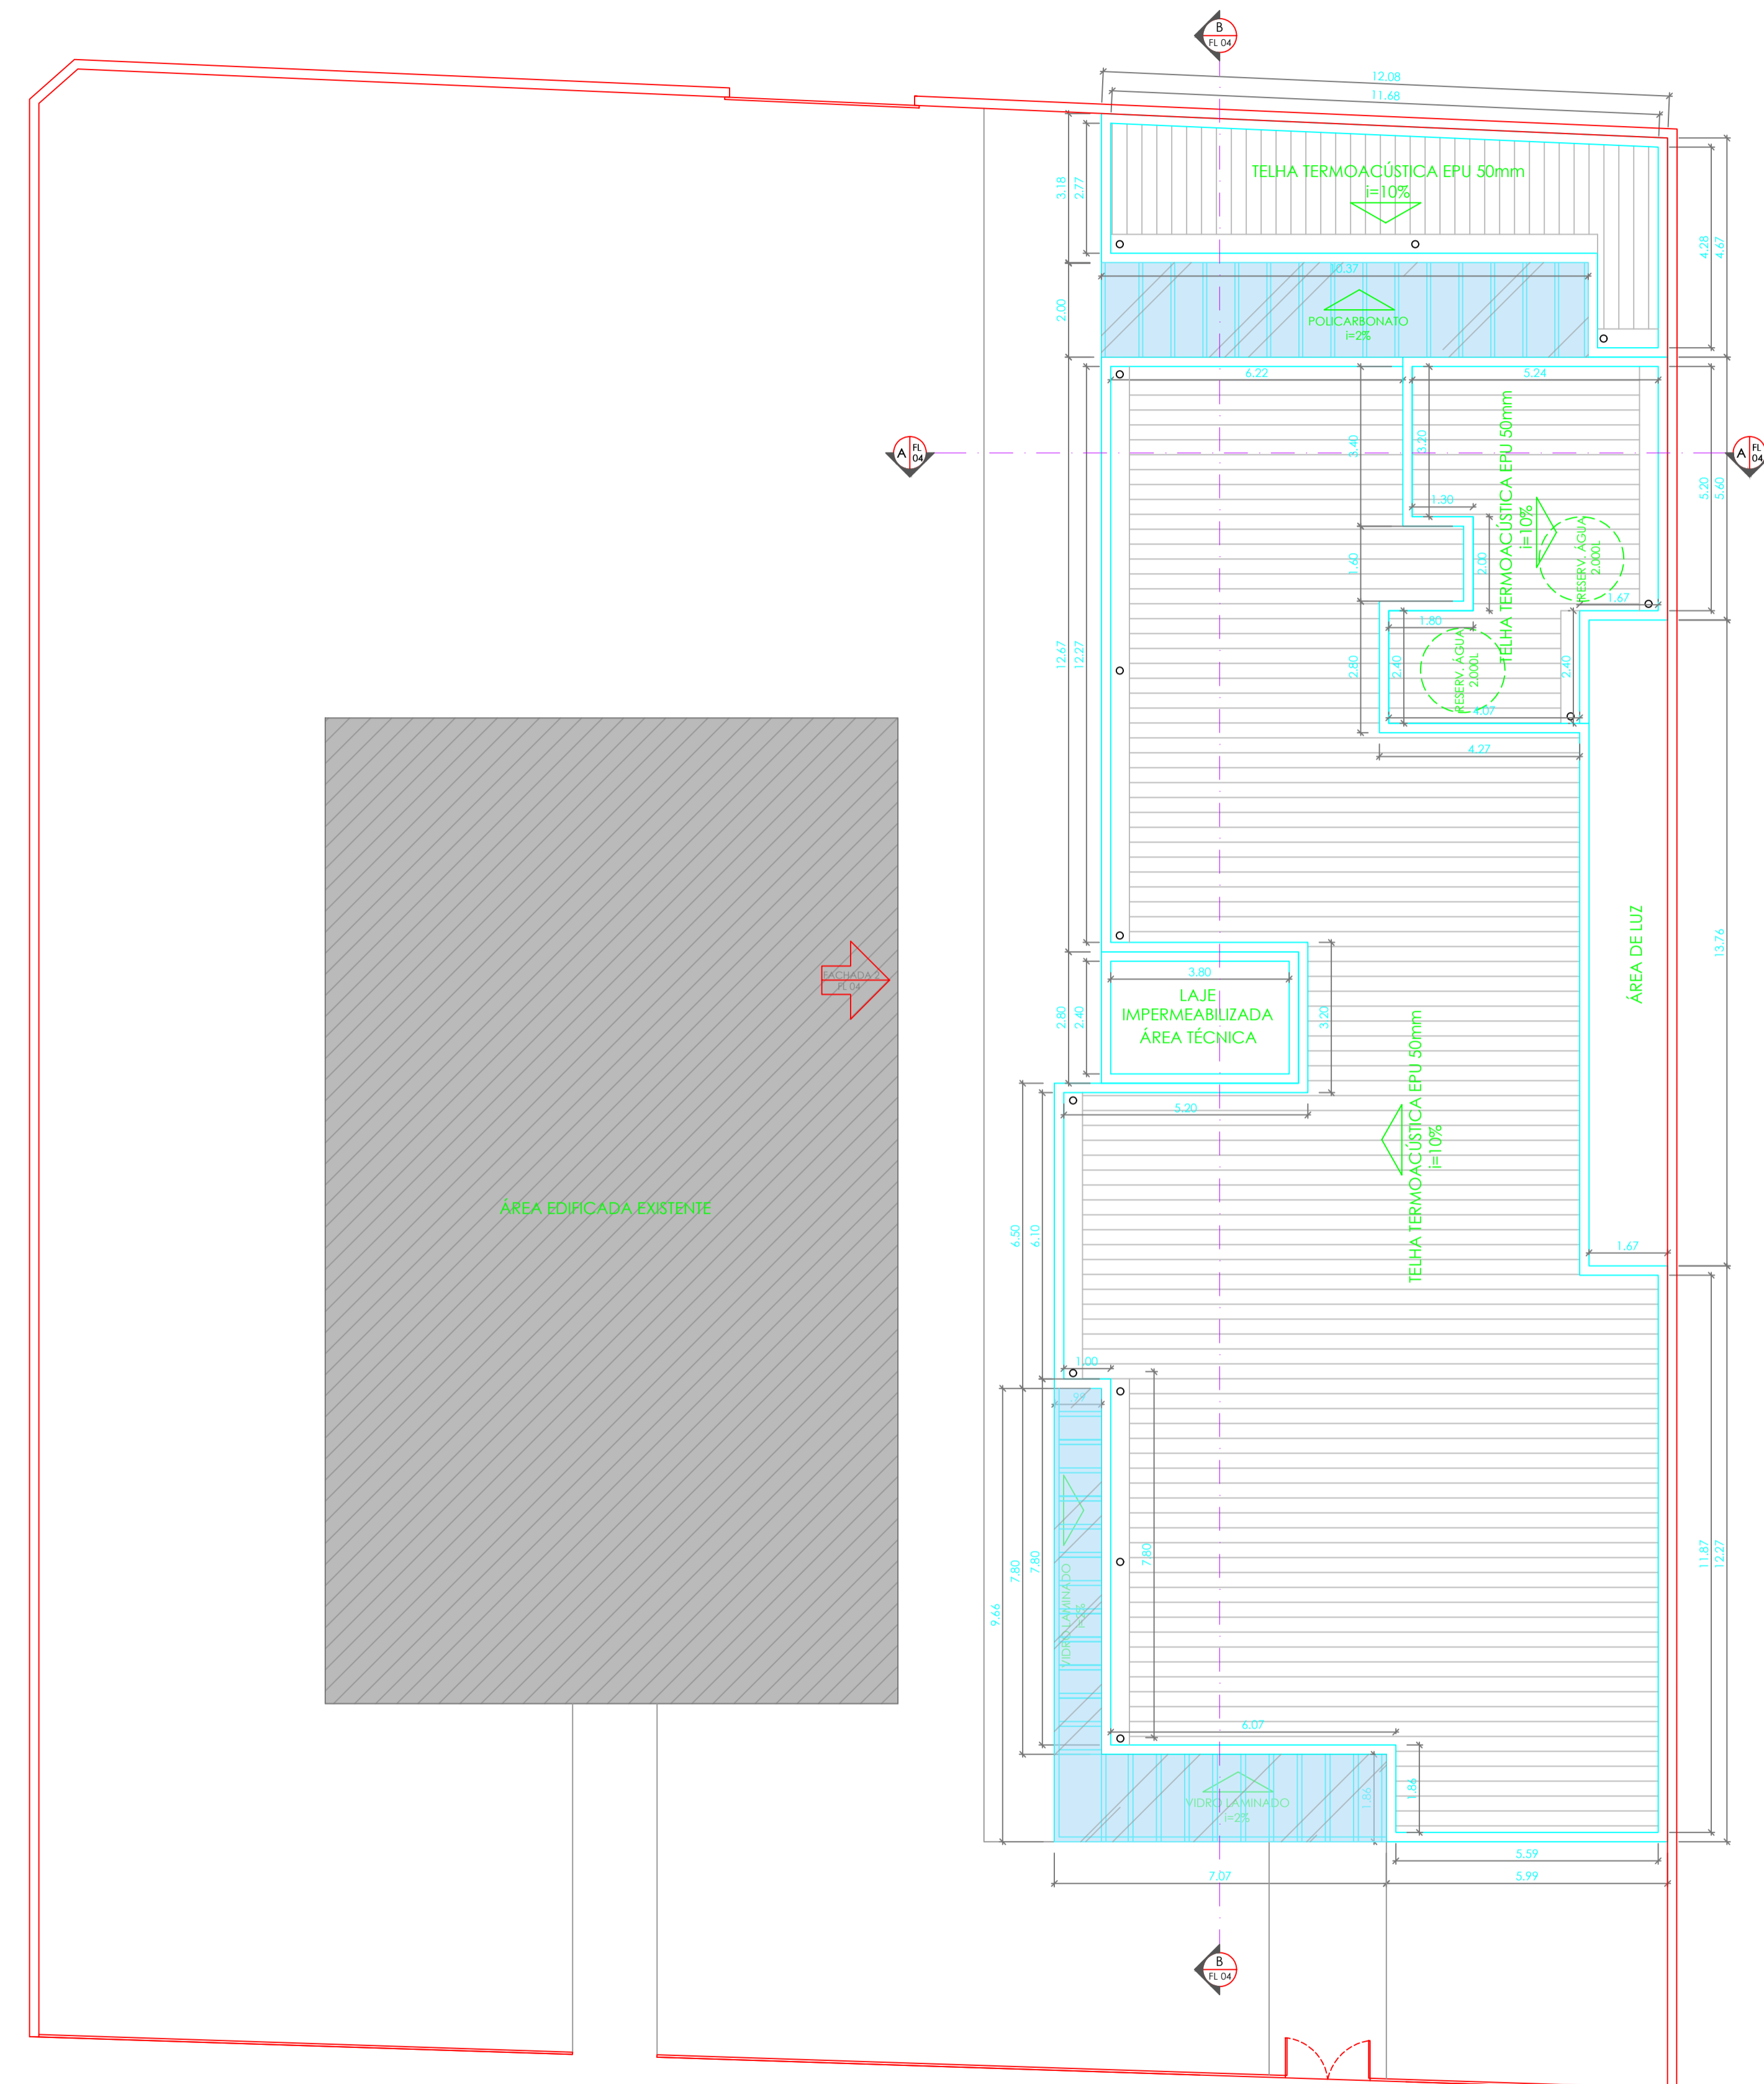 B
FL 04
12.08
11.68
3.18
2.77
TELHA TERMOACÚSTICA EPU 50mm
i=10%
4.28
4.67
2.00
10.37
POLICARBONATO
i=2%
6.22
5.24
A
FL
04
3.40
3.20
TELHA TERMOACÚSTICA EPU 50mm
i=10%
A
FL
04
5.20
5.60
1.30
1.60
2.00
RESERV. ÁGUA
2.000L
1.67
1.80
12.67
12.27
2.80
2.40
RESERV. ÁGUA
2.000L
2.40
4.07
4.27
ÁREA DE LUZ
13.76
FACHADA 2
FL 04
3.80
LAJE
IMPERMEABILIZADA
ÁREA TÉCNICA
2.80
2.40
3.20
TELHA TERMOACÚSTICA EPU 50mm
i=10%
5.20
ÁREA EDIFICADA EXISTENTE
6.50
6.10
1.67
1.00
.99
7.80
7.80
7.80
9.66
VIDRO LAMINADO
11.87
12.27
6.07
VIDRO LAMINADO
i=2%
1.86
1.86
5.59
7.07
5.99
B
FL 04